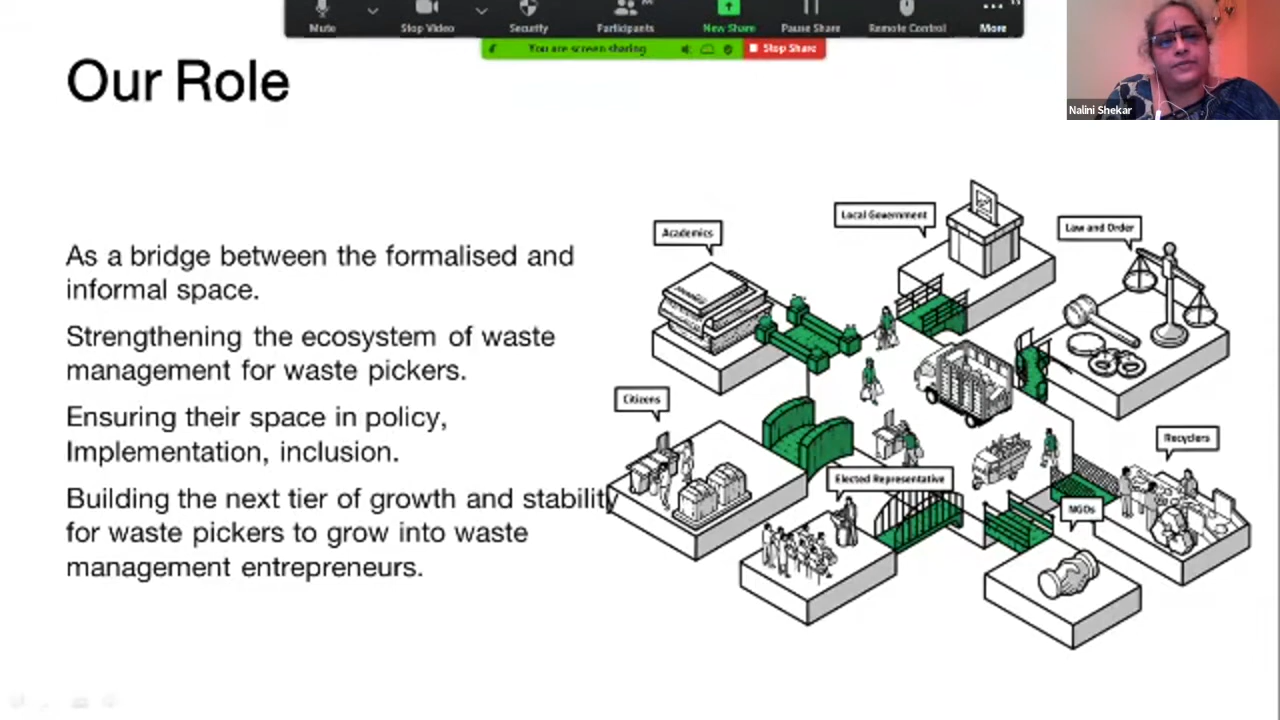 Mute
Stop Video
Security
Participants
New Share
Pause Share
Remote Control
More
You are screen sharing
Stop Share
Nalini Shekar
Our Role
As a bridge between the formalised and
informal space.
Strengthening the ecosystem of waste
management for waste pickers.
Ensuring their space in policy,
Implementation, inclusion.
Building the next tier of growth and stability
for waste pickers to grow into waste
management entrepreneurs.
Academics
Local Government
Law and Order
Citizens
Recyclers
Elected Representative
NGOs